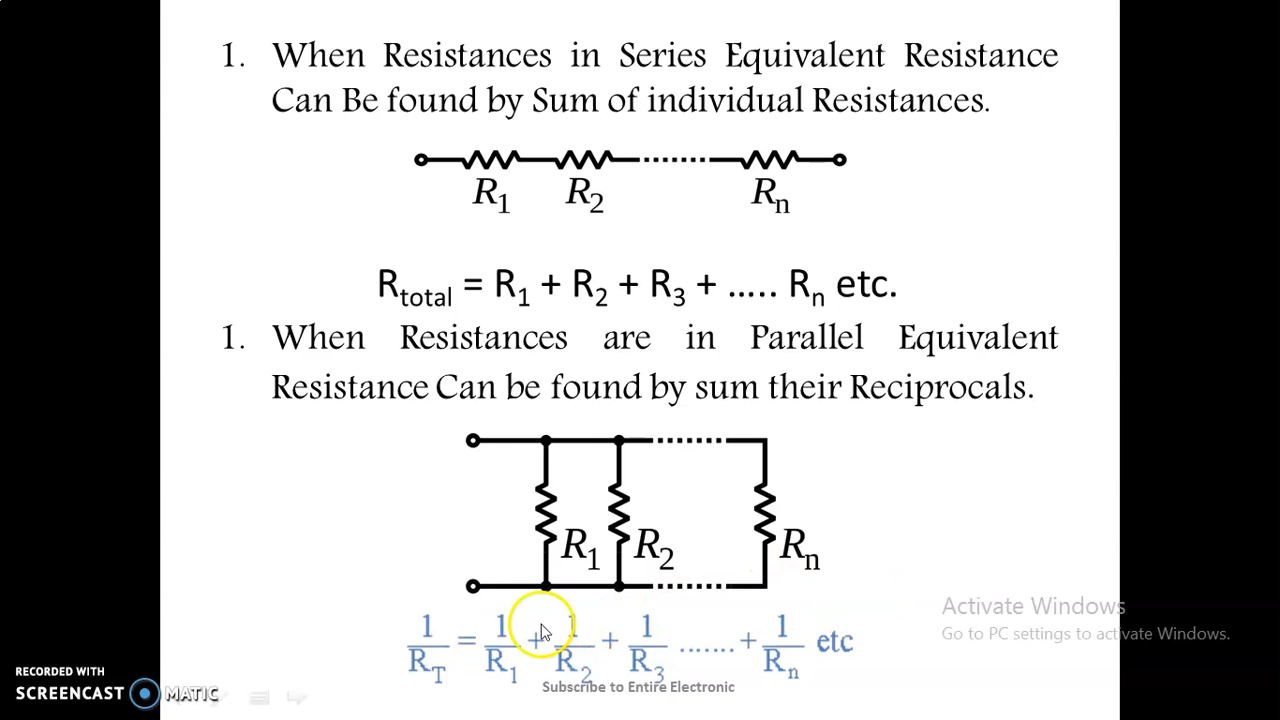 1. When Resistances in Series Equivalent Resistance
Can Be found by Sum of individual Resistances.
R1 R2 Rn
Rtotal = R1 + R2 + R3 + ..... Rn etc.
1. When Resistances are in Parallel Equivalent
Resistance Can be found by sum their Reciprocals.
R1 R2 Rn
1/RT = 1/R1 + 1/R2 + 1/R3 ....... + 1/Rn etc
Activate Windows
Go to PC settings to activate Windows.
Subscribe to Entire Electronic
RECORDED WITH
SCREENCAST MATIC